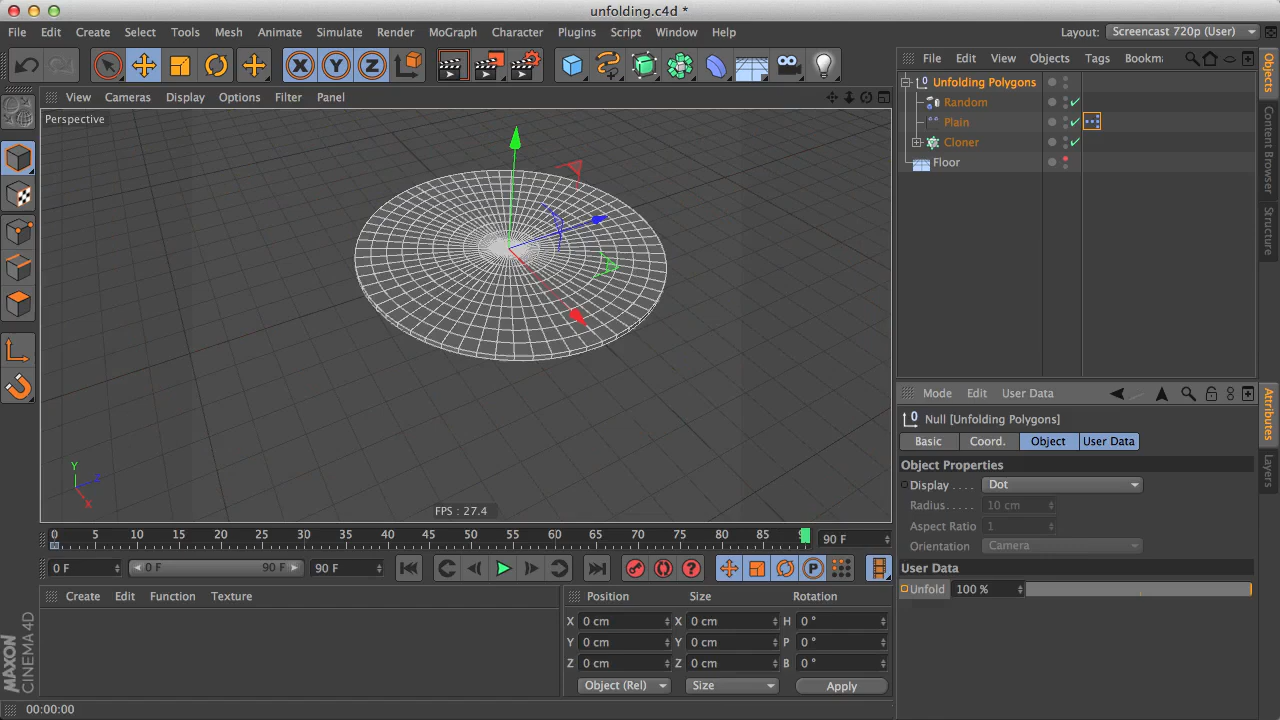 unfolding.c4d *
File Edit Create Select Tools Mesh Animate Simulate Render MoGraph Character Plugins Script Window Help
Layout: Screencast 720p (User)
File Edit View Objects Tags Bookm
View Cameras Display Options Filter Panel
Perspective
Unfolding Polygons
Random
Plain
Cloner
Floor
Objects
Content Browser
Structure
X Y Z
X
Y
Z
FPS : 27.4
Mode Edit User Data
Null [Unfolding Polygons]
Basic Coord. Object User Data
Object Properties
Display . . . . Dot
Radius. . . . . 10 cm
Aspect Ratio 1
Orientation Camera
User Data
Unfold 100 %
Attributes
Layers
0 5 10 15 20 25 30 35 40 45 50 55 60 65 70 75 80 85 90 F
0 F 0 F 90 F 90 F
Create Edit Function Texture
Position Size Rotation
X 0 cm X 0 cm H 0 °
Y 0 cm Y 0 cm P 0 °
Z 0 cm Z 0 cm B 0 °
Object (Rel) Size Apply
MAXON
CINEMA 4D
00:00:00